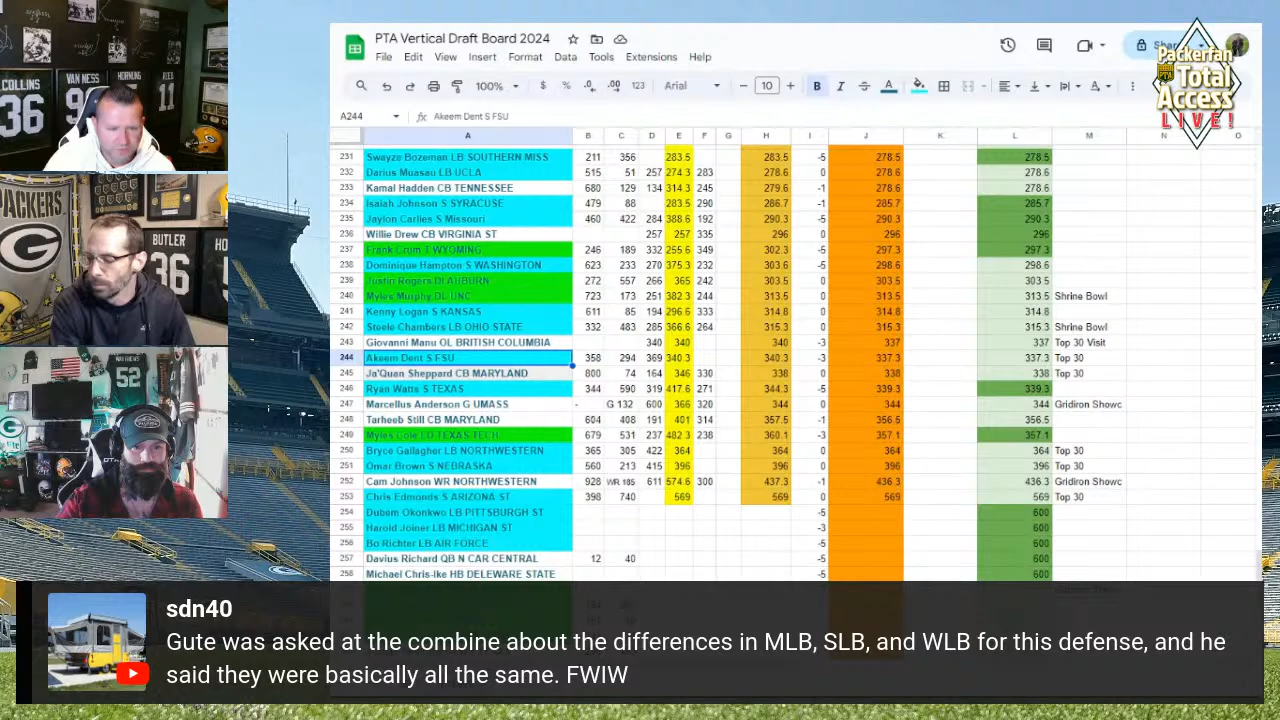 COLLINS
36
VAN NESS
9
HORNUNG
REED
11
PACKERS
G
BUTLER
36
MATTHEWS
52
PTA Vertical Draft Board 2024
File Edit View Insert Format Data Tools Extensions Help
Packerfan
PTA Total
Access
LIVE!
100% $ % .0 .00 123 Arial 10 B I A
A244 fx Akeem Dent S FSU
A B C D E F G H I J K L M N O
231 Swayze Bozeman LB SOUTHERN MISS 211 356 283.5 283.5 -5 278.5 278.5
232 Darius Muasau LB UCLA 515 51 257 274.3 283 278.6 0 278.6 278.6
233 Kamal Hadden CB TENNESSEE 680 129 134 314.3 245 279.6 -1 278.6 278.6
234 Isaiah Johnson S SYRACUSE 479 88 283.5 290 286.7 -1 285.7 285.7
235 Jaylon Carlies S Missouri 460 422 284 388.6 192 290.3 -5 290.3 290.3
236 Willie Drew CB VIRGINIA ST 257 257 335 296 0 296 296
237 Frank Crum T WYOMING 246 189 332 255.6 349 302.3 -5 297.3 297.3
238 Dominique Hampton S WASHINGTON 623 233 270 375.3 232 303.6 -5 298.6 298.6
239 Justin Rogers DI AUBURN 272 557 266 365 242 303.5 0 303.5 303.5
240 Myles Murphy DL UNC 723 173 251 382.3 244 313.5 0 313.5 313.5 Shrine Bowl
241 Kenny Logan S KANSAS 611 85 194 296.6 333 314.8 0 314.8 314.8
242 Steele Chambers LB OHIO STATE 332 483 285 366.6 264 315.3 0 315.3 315.3 Shrine Bowl
243 Giovanni Manu OL BRITISH COLUMBIA 340 340 340 -3 337 337 Top 30 Visit
244 Akeem Dent S FSU 358 294 369 340.3 340.3 -3 337.3 337.3 Top 30
245 Ja'Quan Sheppard CB MARYLAND 800 74 164 346 330 338 0 338 338 Top 30
246 Ryan Watts S TEXAS 344 590 319 417.6 271 344.3 -5 339.3 339.3
247 Marcellus Anderson G UMASS - G 132 600 366 320 344 0 344 344 Gridiron Showc
248 Tarheeb Still CB MARYLAND 604 408 191 401 314 357.5 -1 356.5 356.5
249 Myles Cole ED TEXAS TECH 679 531 237 482.3 238 360.1 -3 357.1 357.1
250 Bryce Gallagher LB NORTHWESTERN 365 305 422 364 364 0 364 364 Top 30
251 Omar Brown S NEBRASKA 560 213 415 396 396 0 396 396 Top 30
252 Cam Johnson WR NORTHWESTERN 928 WR 185 611 574.6 300 437.3 -1 436.3 436.3 Gridiron Showc
253 Chris Edmonds S ARIZONA ST 398 740 569 569 0 569 569 Top 30
254 Dubem Okonkwo LB PITTSBURGH ST -5 600
255 Harold Joiner LB MICHIGAN ST -3 600
256 Bo Richter LB AIR FORCE -5 600
257 Davius Richard QB N CAR CENTRAL 12 40 -1 600
258 Michael Chris-Ike HB DELEWARE STATE -5 600
sdn40
Gute was asked at the combine about the differences in MLB, SLB, and WLB for this defense, and he
said they were basically all the same. FWIW